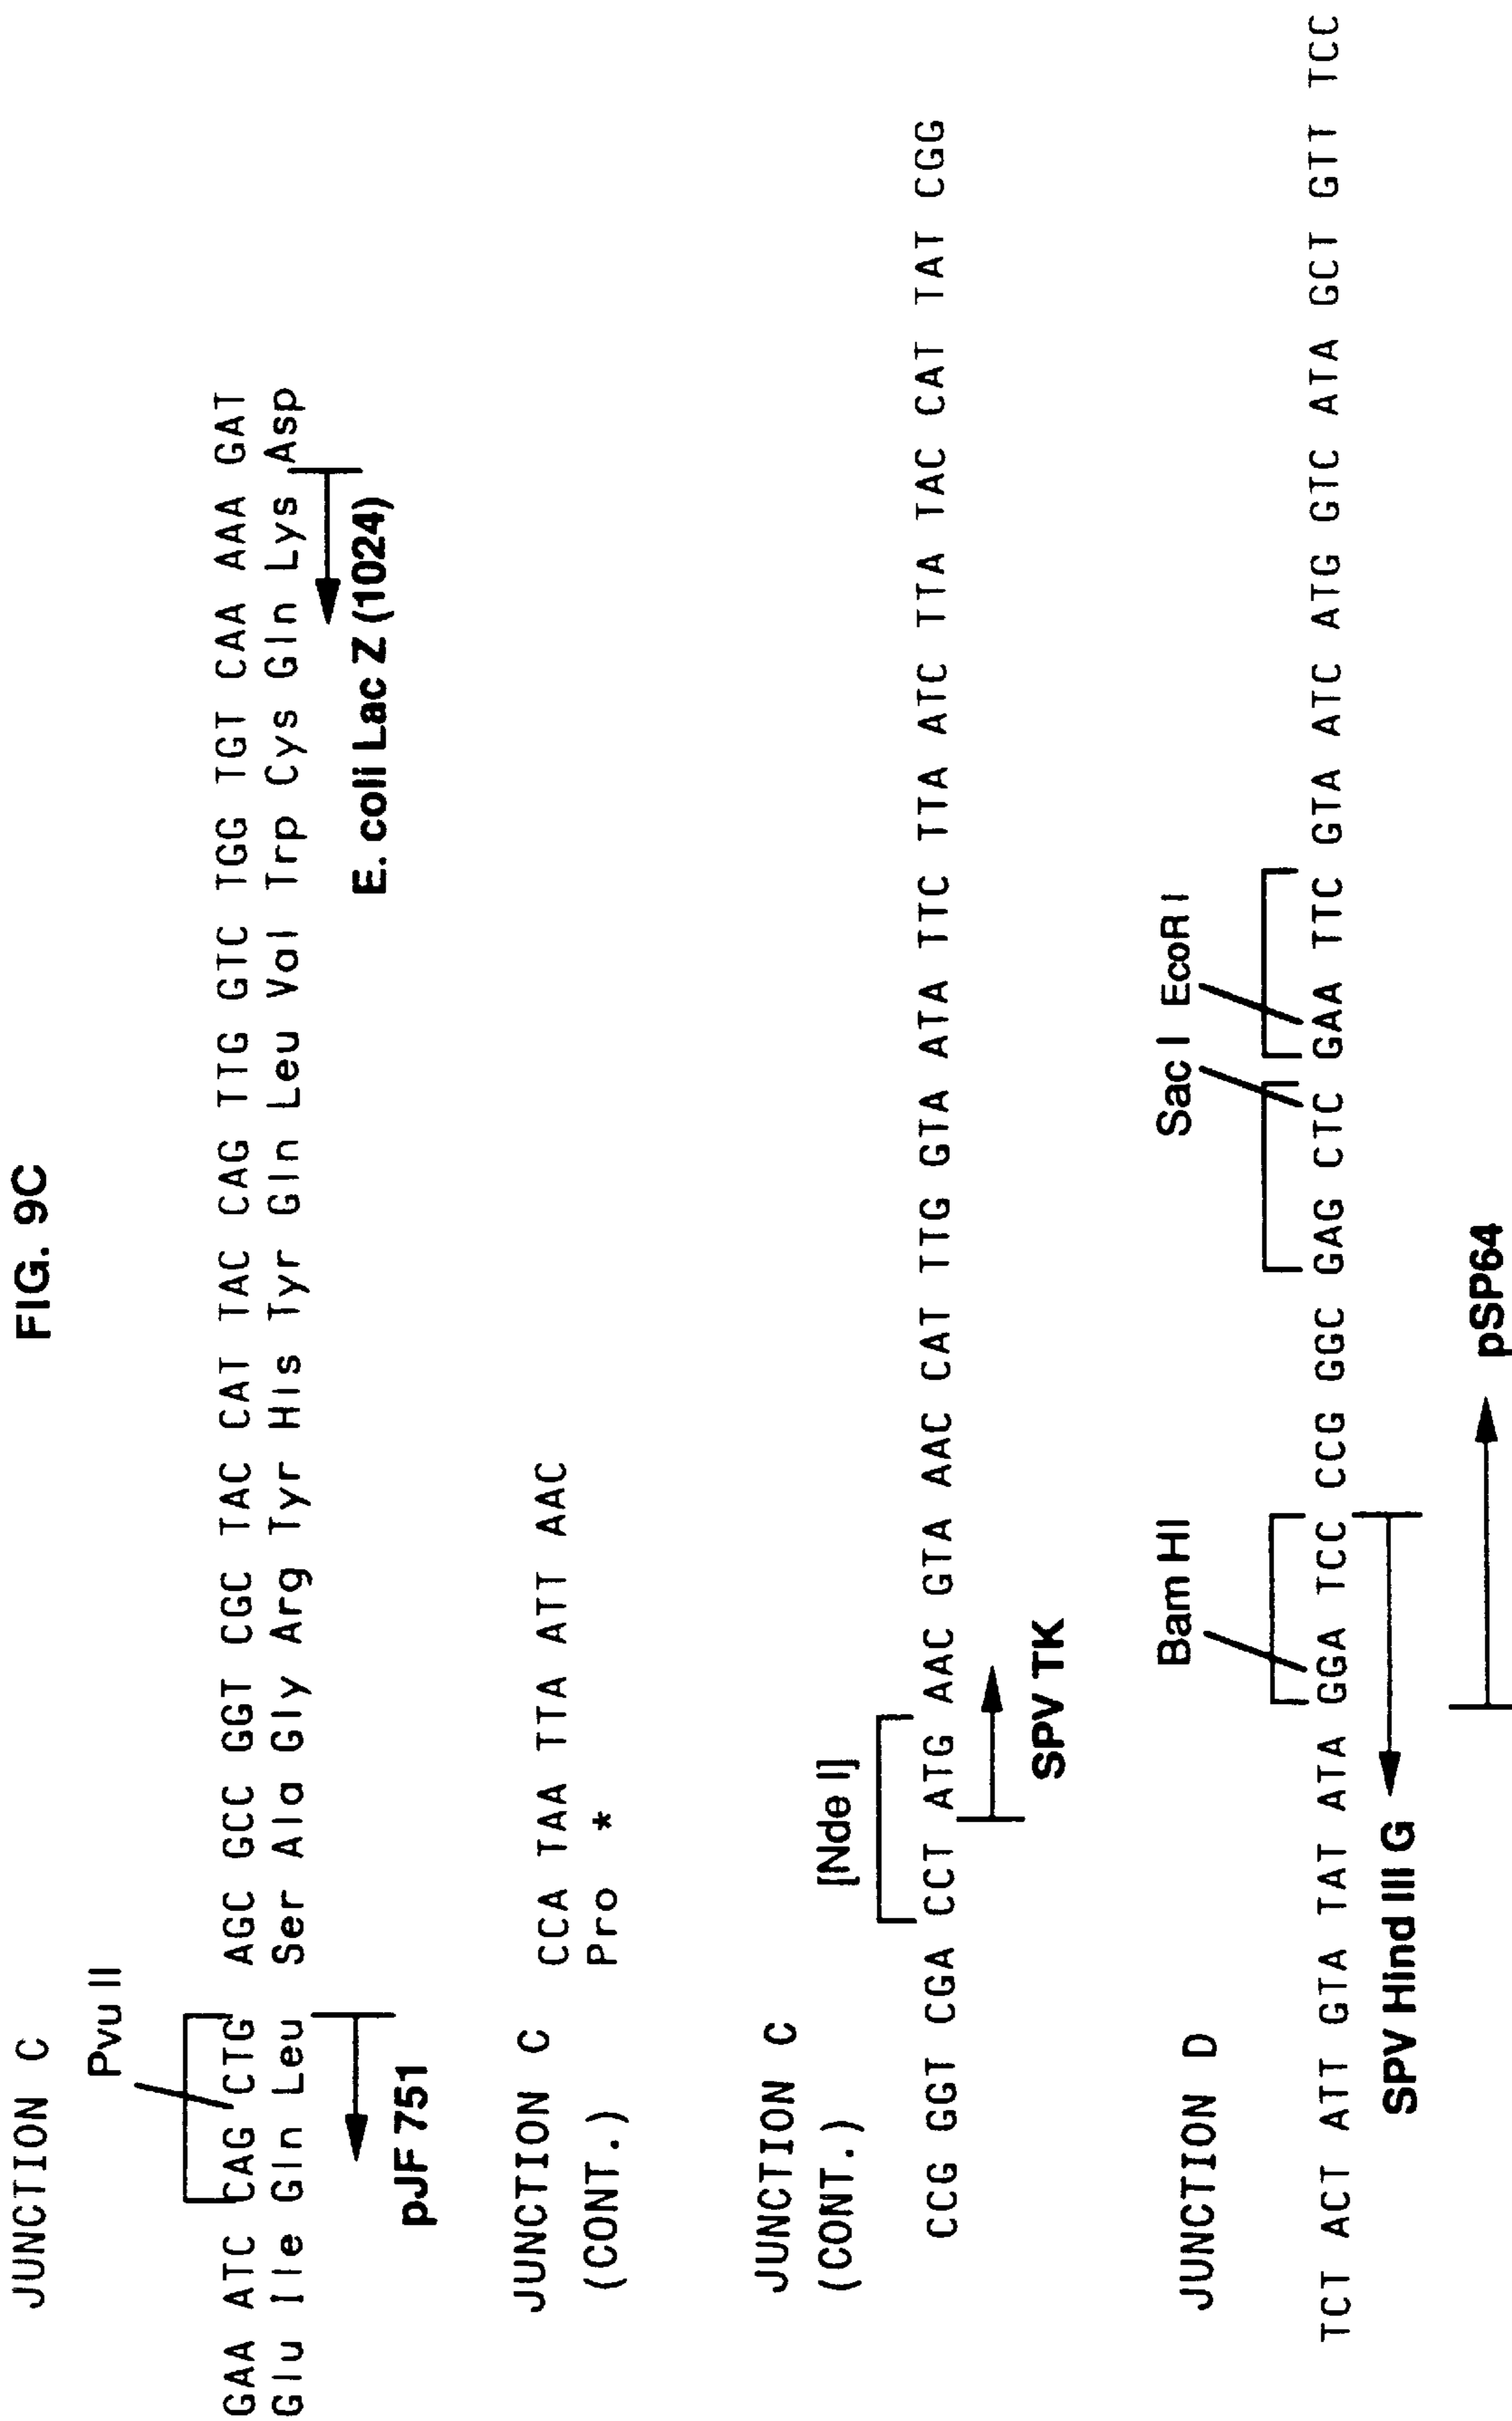 FIG. 9C
JUNCTION C
Pvu II
GAA ATC CAG CTG AGC GCC GGT CGC TAC CAT TAC CAG TTG GTC TGG TGT CAA AAA GAT
Glu Ile Gln Leu Ser Ala Gly Arg Tyr His Tyr Gln Leu Val Trp Cys Gln Lys Asp
pJF751
E. coli Lac Z (1024)
JUNCTION C
(CONT.)
CCA TAA TTA ATT AAC
Pro *
JUNCTION C
(CONT.)
[Nde I]
CCG GGT CGA CCT ATG AAC GTA AAC CAT TTG GTA ATA TTC TTA ATC TTA TAC CAT TAT CGG
SPV TK
JUNCTION D
Bam HI
Sac I EcoR I
TCT ACT ATT GTA TAT ATA GGA TCC CCG GGC GAG CTC GAA TTC GTA ATC ATG GTC ATA GCT GTT TCC
SPV Hind III G
pSP64